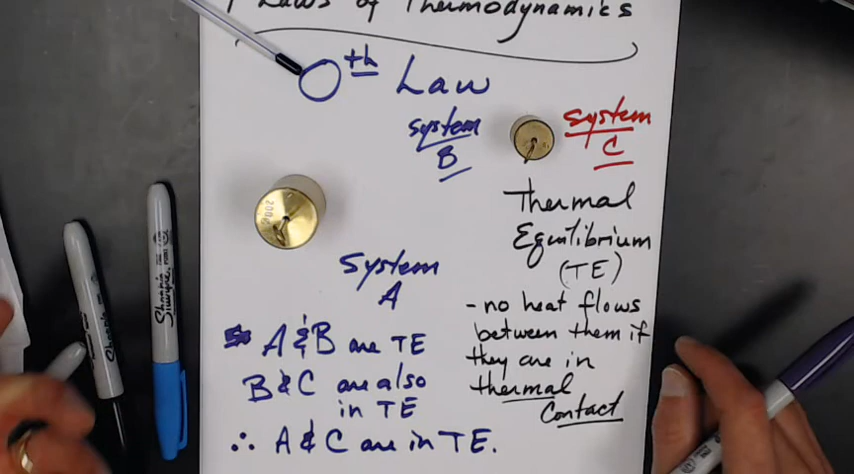 Laws of Thermodynamics
0th Law
system
B
system
C
Thermal
Equilibrium
(TE)
- no heat flows
between them if
they are in
thermal
Contact
System
A
A & B are TE
B & C are also
in TE
∴ A & C are in TE.
200g
Sharpie
Sharpie